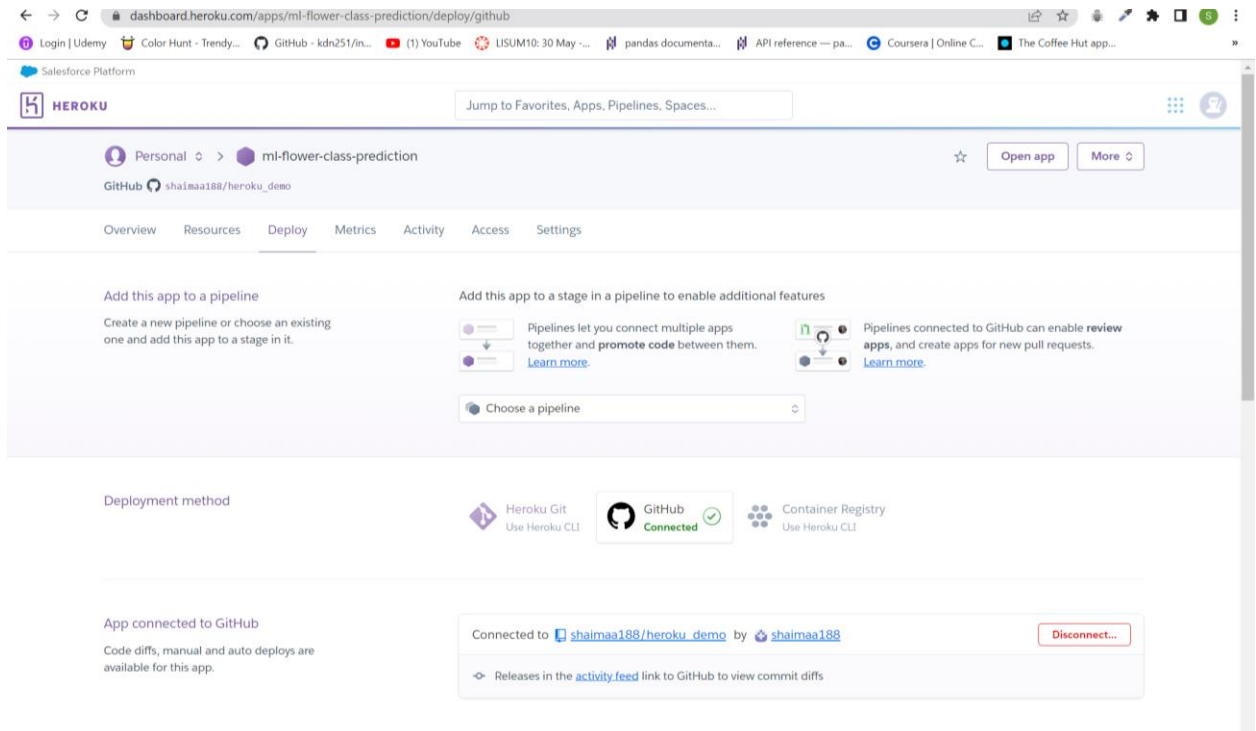 dashboard.heroku.com/apps/ml-flower-class-prediction/deploy/github
Login | Udemy Color Hunt - Trendy... GitHub - kdn251/in... (1) YouTube LISUM10: 30 May -... pandas documenta... API reference — pa... Coursera | Online C... The Coffee Hut app... »
Salesforce Platform
HEROKU
Jump to Favorites, Apps, Pipelines, Spaces...
Personal > ml-flower-class-prediction
Open app
More
GitHub shaimaa188/heroku_demo
Overview Resources Deploy Metrics Activity Access Settings
Add this app to a pipeline
Create a new pipeline or choose an existing
one and add this app to a stage in it.
Add this app to a stage in a pipeline to enable additional features
Pipelines let you connect multiple apps
together and promote code between them.
Learn more.
Pipelines connected to GitHub can enable review
apps, and create apps for new pull requests.
Learn more.
Choose a pipeline
Deployment method
Heroku Git
Use Heroku CLI
GitHub
Connected
Container Registry
Use Heroku CLI
App connected to GitHub
Code diffs, manual and auto deploys are
available for this app.
Connected to shaimaa188/heroku_demo by shaimaa188
Disconnect...
Releases in the activity feed link to GitHub to view commit diffs